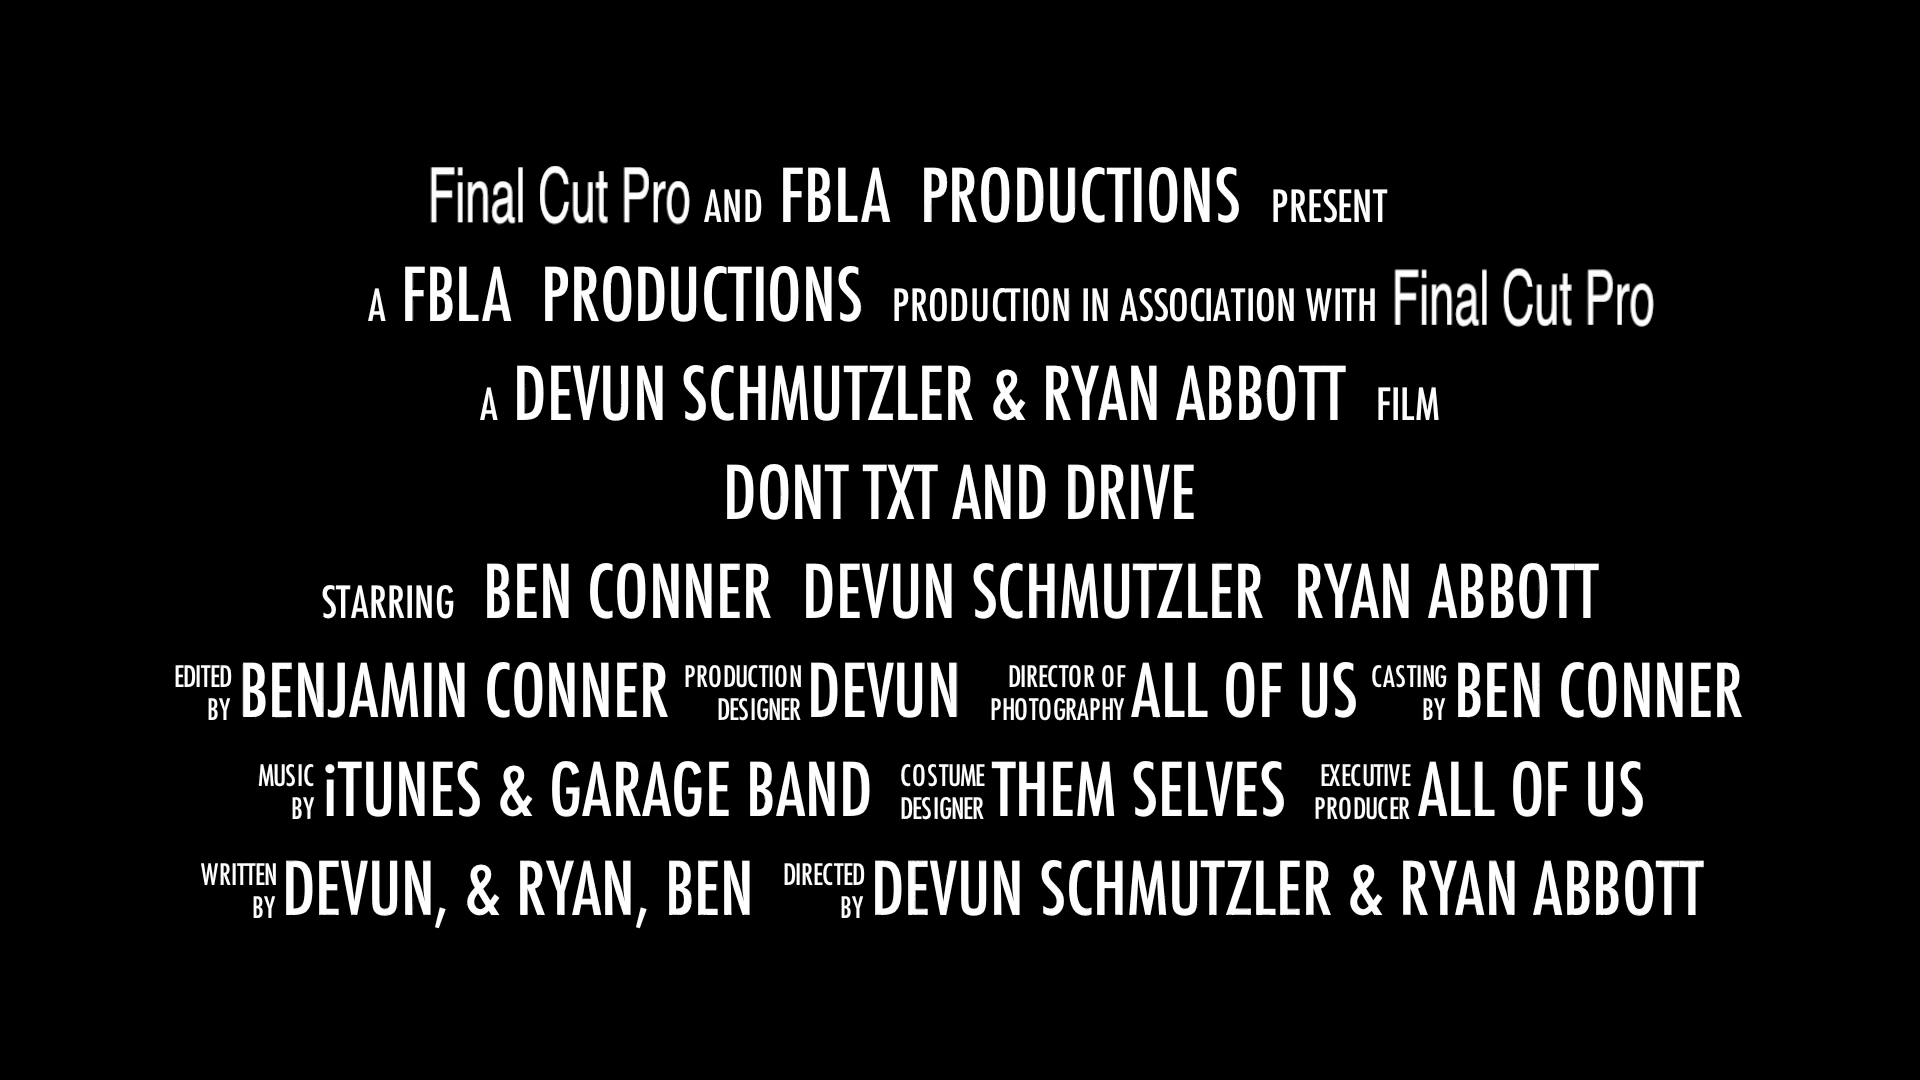 Final Cut Pro AND FBLA PRODUCTIONS PRESENT
A FBLA PRODUCTIONS PRODUCTION IN ASSOCIATION WITH Final Cut Pro
A DEVUN SCHMUTZLER & RYAN ABBOTT FILM
DONT TXT AND DRIVE
STARRING BEN CONNER DEVUN SCHMUTZLER RYAN ABBOTT
EDITED BY BENJAMIN CONNER PRODUCTION DESIGNER DEVUN DIRECTOR OF PHOTOGRAPHY ALL OF US CASTING BY BEN CONNER
MUSIC BY iTUNES & GARAGE BAND COSTUME DESIGNER THEM SELVES EXECUTIVE PRODUCER ALL OF US
WRITTEN BY DEVUN, & RYAN, BEN DIRECTED BY DEVUN SCHMUTZLER & RYAN ABBOTT